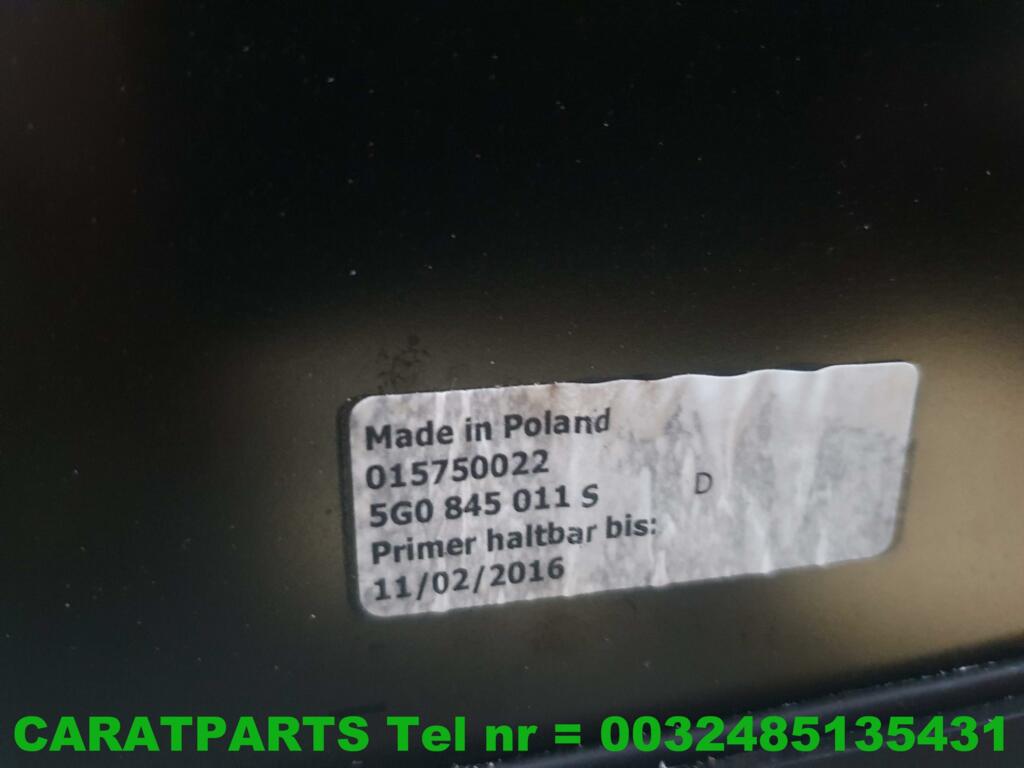 Made in Poland
015750022
5G0 845 011 S
D
Primer haltbar bis:
11/02/2016
CARATPARTS Tel nr = 0032485135431